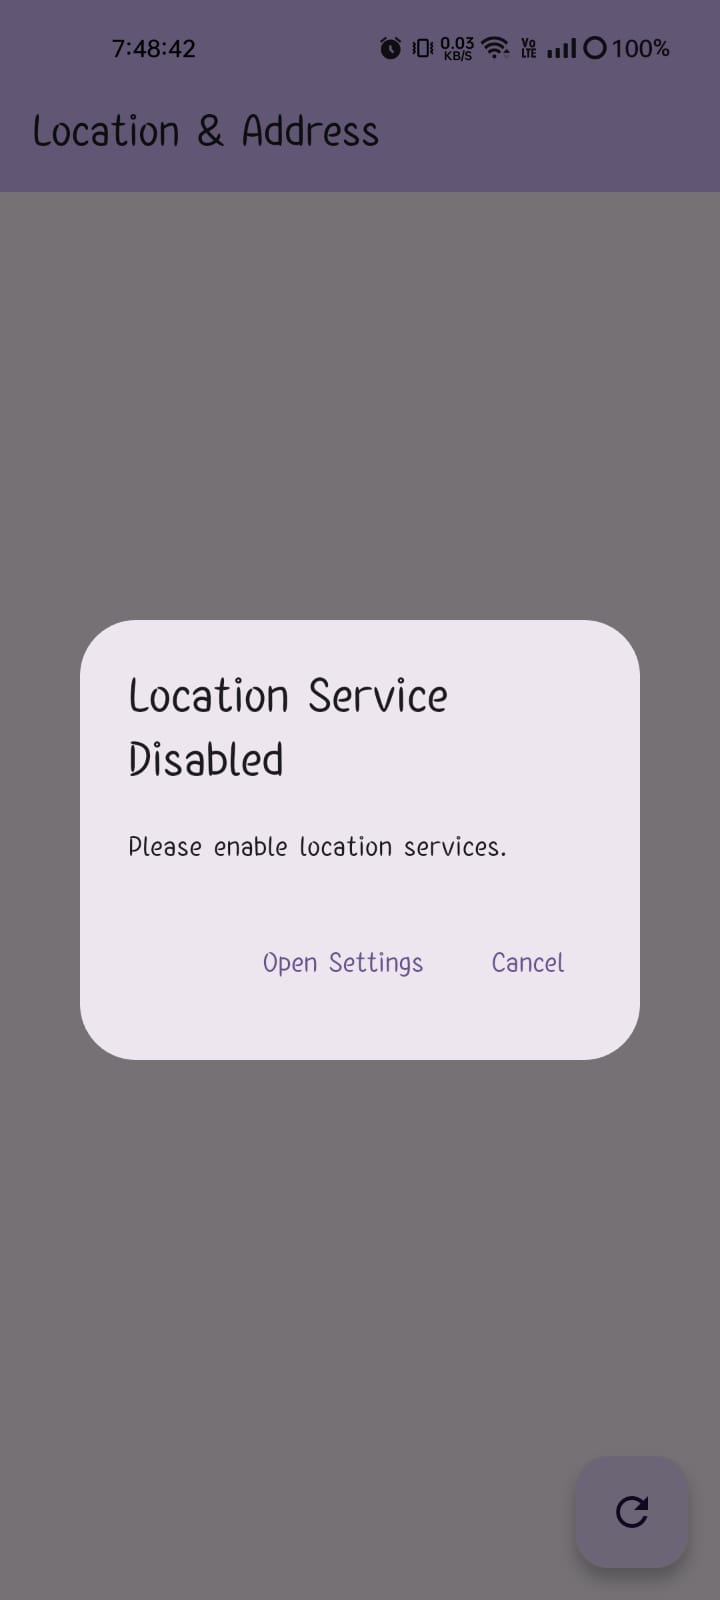 7:48:42 0.03 KB/S Vo LTE 100%
Location & Address
Location Service
Disabled
Please enable location services.
Open Settings Cancel